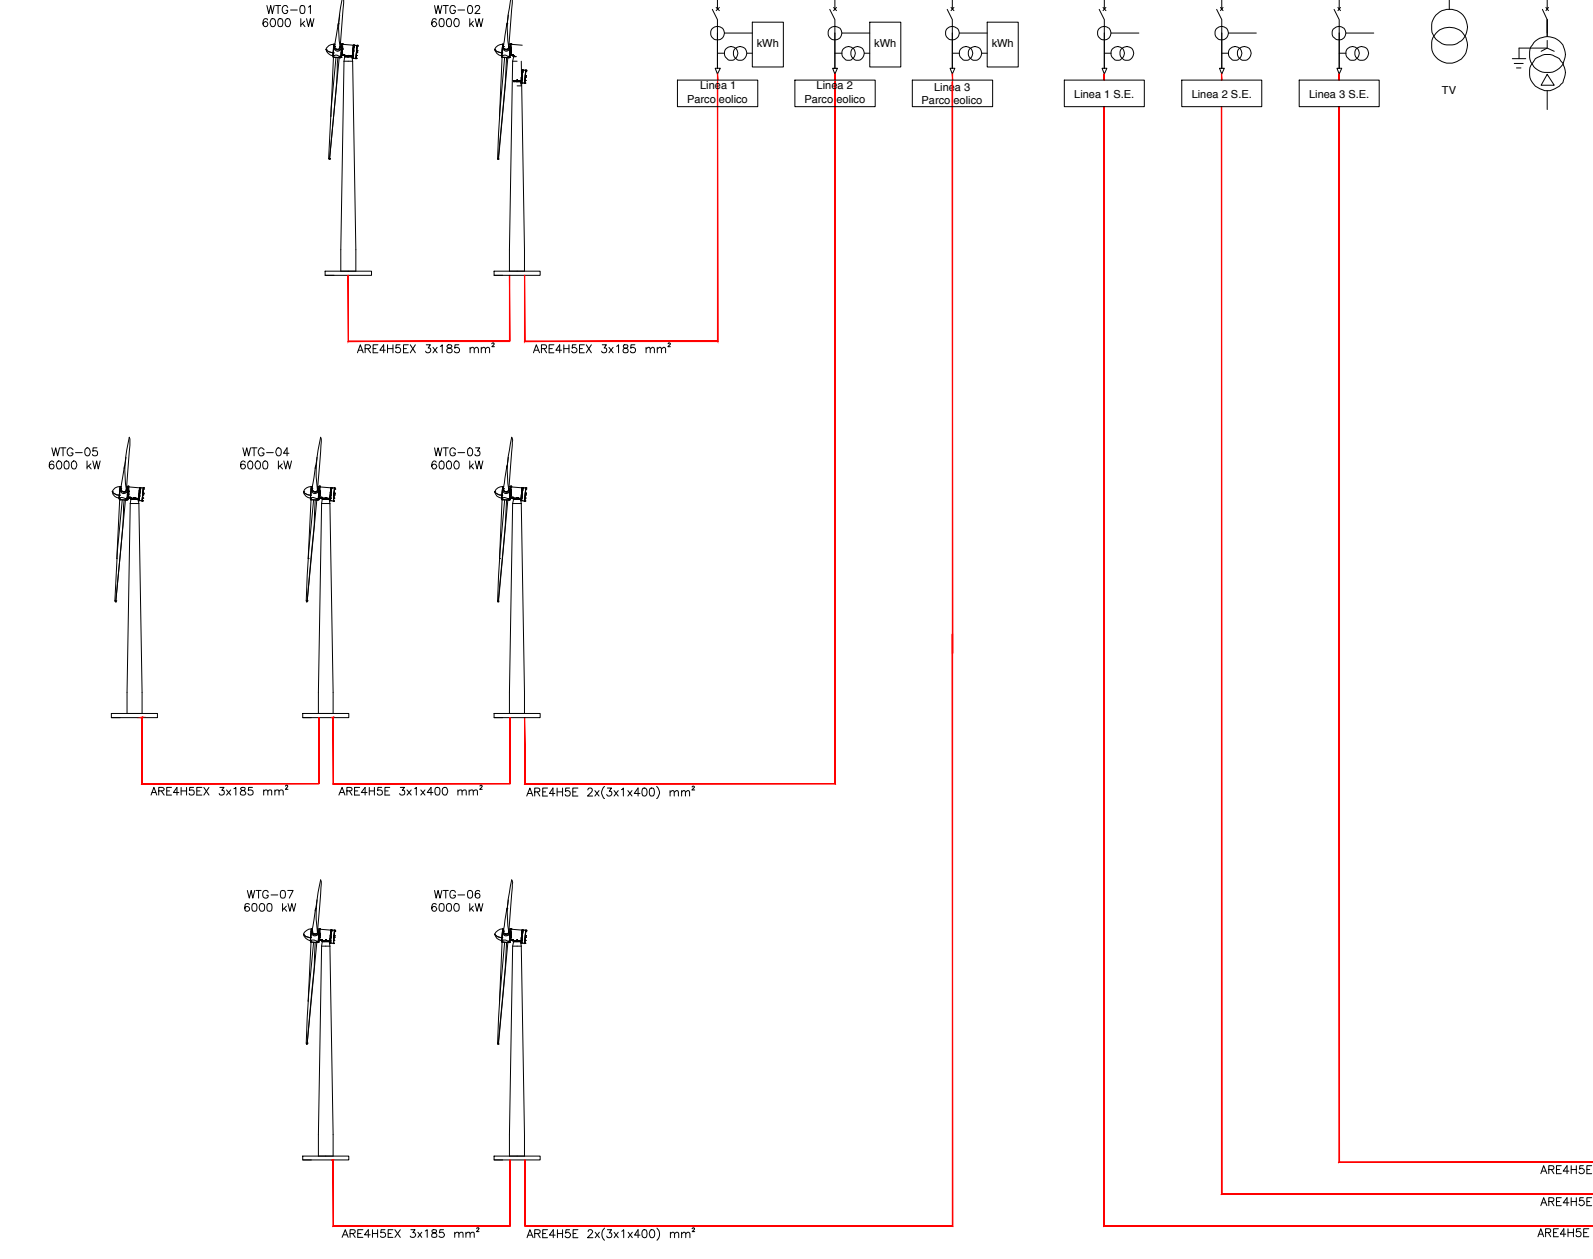 WTG-01
6000 kW
WTG-02
6000 kW
kWh
kWh
kWh
Linea 1
Parco eolico
Linea 2
Parco eolico
Linea 3
Parco eolico
Linea 1 S.E.
Linea 2 S.E.
Linea 3 S.E.
TV
ARE4H5EX 3x185 mm²
ARE4H5EX 3x185 mm²
WTG-05
6000 kW
WTG-04
6000 kW
WTG-03
6000 kW
ARE4H5EX 3x185 mm²
ARE4H5E 3x1x400 mm²
ARE4H5E 2x(3x1x400) mm²
WTG-07
6000 kW
WTG-06
6000 kW
ARE4H5E
ARE4H5E
ARE4H5EX 3x185 mm²
ARE4H5E 2x(3x1x400) mm²
ARE4H5E